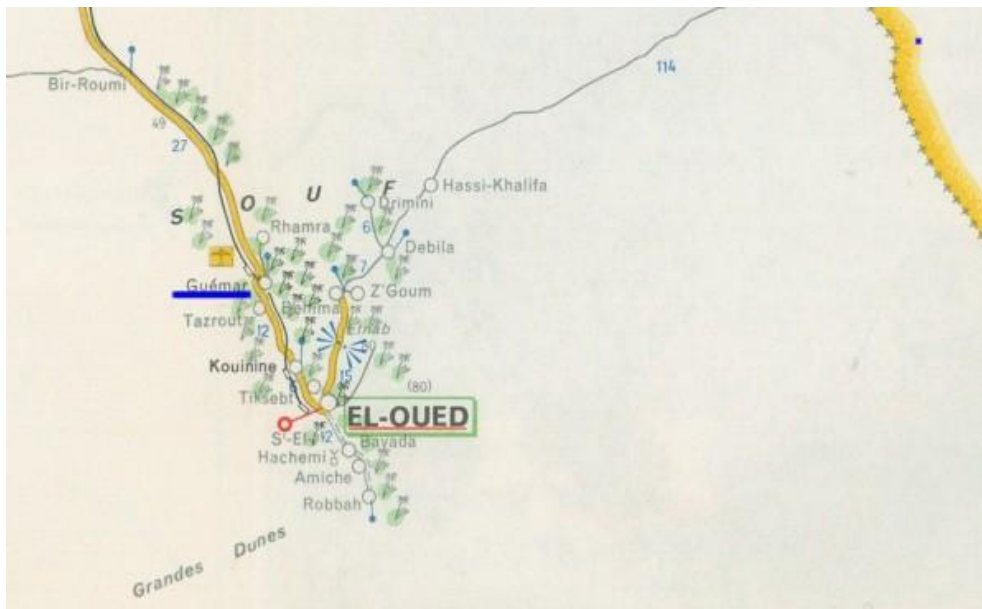 114
Bir-Roumi
49
27
S O U F
Hassi-Khalifa
Drimini
6
Rhamra
Debila
7
Guémar
Z'Goum
Tazrout
12
Kouinine
15
Tiksebt
(80)
EL-OUED
12
Bayada
Hachemi
Amiche
Robbah
Grandes Dunes